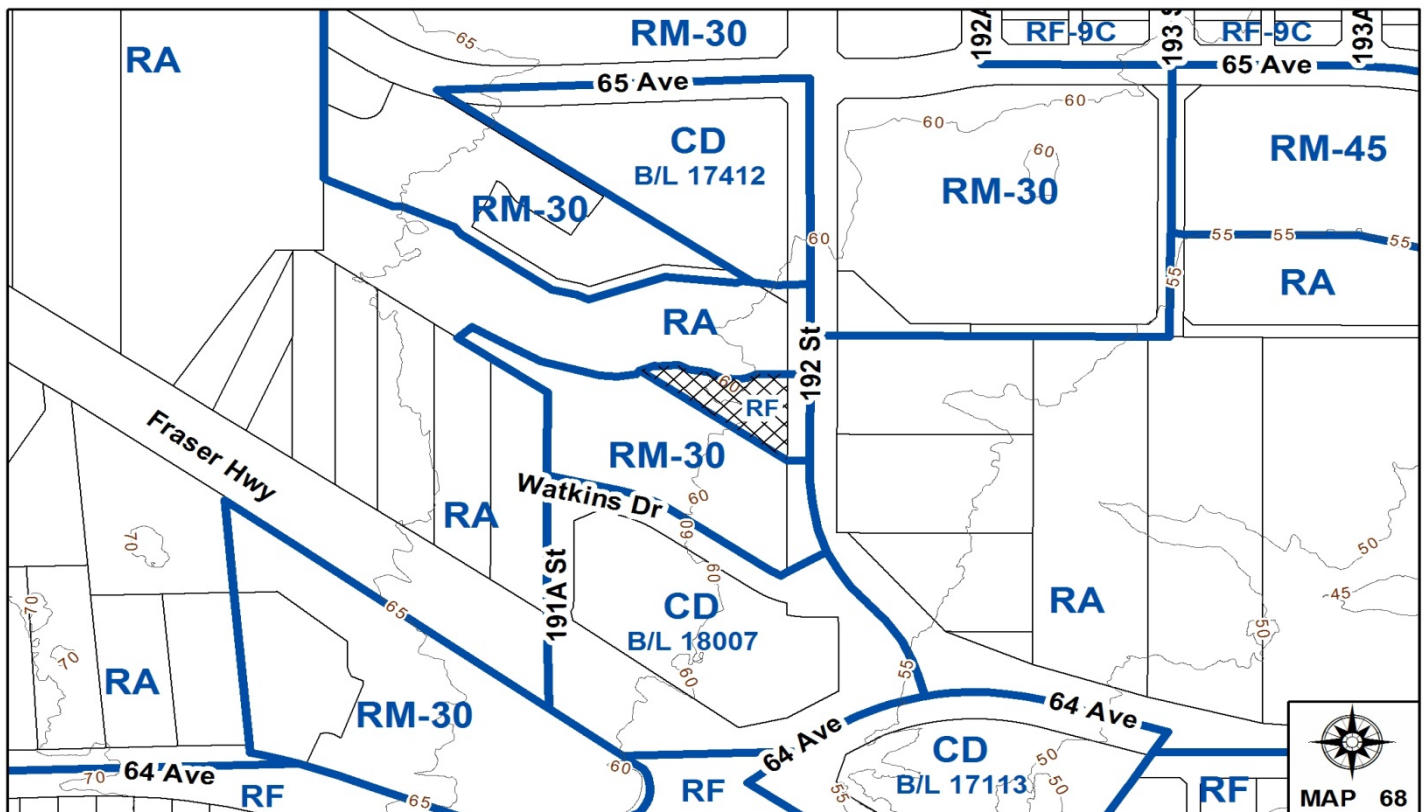 RM-30
192A
RF-9C
193 S
RF-9C
193A
65
RA
65 Ave
65 Ave
60
60
CD
B/L 17412
60
RM-45
RM-30
RM-30
60
55
55
55
55
RA
RA
192 St
60
RF
Fraser Hwy
RM-30
RA
Watkins Dr
60
60
50
70
191A St
60
45
65
CD
B/L 18007
RA
70
50
70
RA
60
55
RM-30
64 Ave
64 Ave
60
CD
B/L 17113
50
50
55
64 Ave
70
RF
65
RF
RF
MAP 68